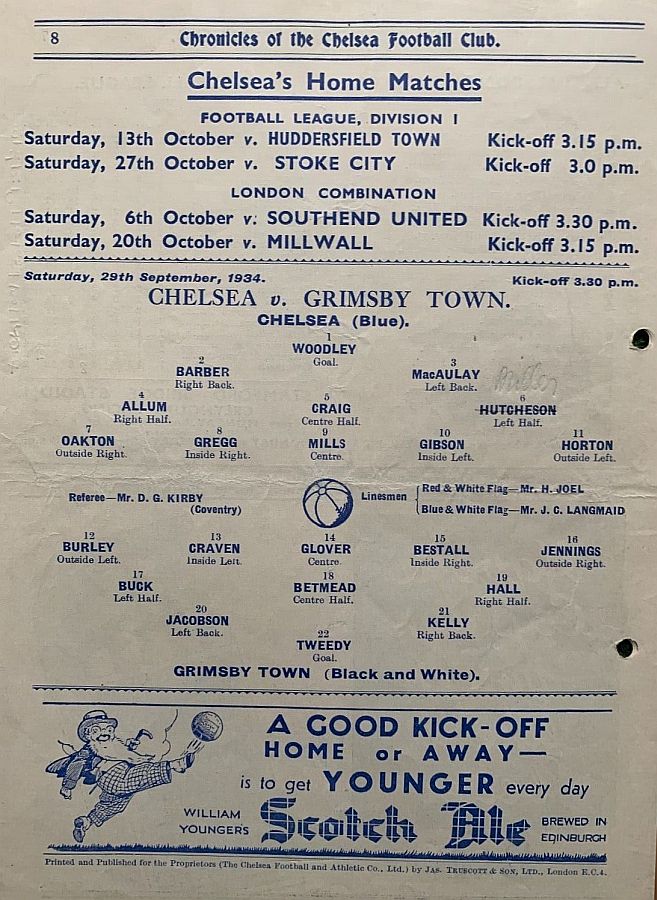 8
Chronicles of the Chelsea Football Club.
Chelsea's Home Matches
FOOTBALL LEAGUE, DIVISION I
Saturday, 13th October v. HUDDERSFIELD TOWN Kick-off 3.15 p.m.
Saturday, 27th October v. STOKE CITY Kick-off 3.0 p.m.
LONDON COMBINATION
Saturday, 6th October v. SOUTHEND UNITED Kick-off 3.30 p.m.
Saturday, 20th October v. MILLWALL Kick-off 3.15 p.m.
Saturday, 29th September, 1934. Kick-off 3.30 p.m.
CHELSEA v. GRIMSBY TOWN.
CHELSEA (Blue).
1
WOODLEY
Goal.
2 3
BARBER MacAULAY
Right Back. Left Back.
4 5 6
ALLUM CRAIG HUTCHESON
Right Half. Centre Half. Left Half.
7 8 9 10 11
OAKTON GREGG MILLS GIBSON HORTON
Outside Right. Inside Right. Centre. Inside Left. Outside Left.
Referee—Mr. D. G. KIRBY
(Coventry)
Linesmen
Red & White Flag—Mr. H. JOEL
Blue & White Flag—Mr. J. C. LANGMAID
12 13 14 15 16
BURLEY CRAVEN GLOVER BESTALL JENNINGS
Outside Left. Inside Left. Centre. Inside Right. Outside Right.
17 18 19
BUCK BETMEAD HALL
Left Half. Centre Half. Right Half.
20 21
JACOBSON KELLY
Left Back. Right Back.
22
TWEEDY
Goal.
GRIMSBY TOWN (Black and White).
A GOOD KICK-OFF
HOME or AWAY—
is to get YOUNGER every day
WILLIAM YOUNGER'S Scotch Ale BREWED IN EDINBURGH
Printed and Published for the Proprietors (The Chelsea Football and Athletic Co., Ltd.) by JAS. TRUSCOTT & SON, LTD., London E.C.4.